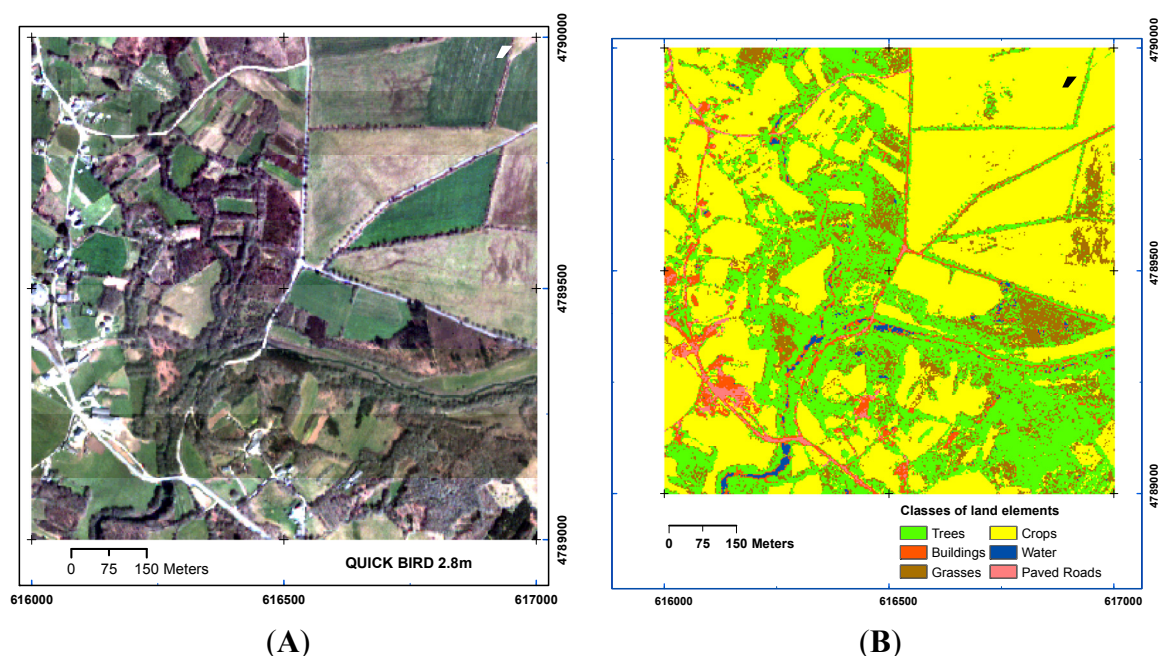 4790000
4789500
4789000
QUICK BIRD 2.8m
0 75 150 Meters
616000 616500 617000
(A)
4790000
4789500
4789000
Classes of land elements
Trees Crops
Buildings Water
Grasses Paved Roads
0 75 150 Meters
616000 616500 617000
(B)